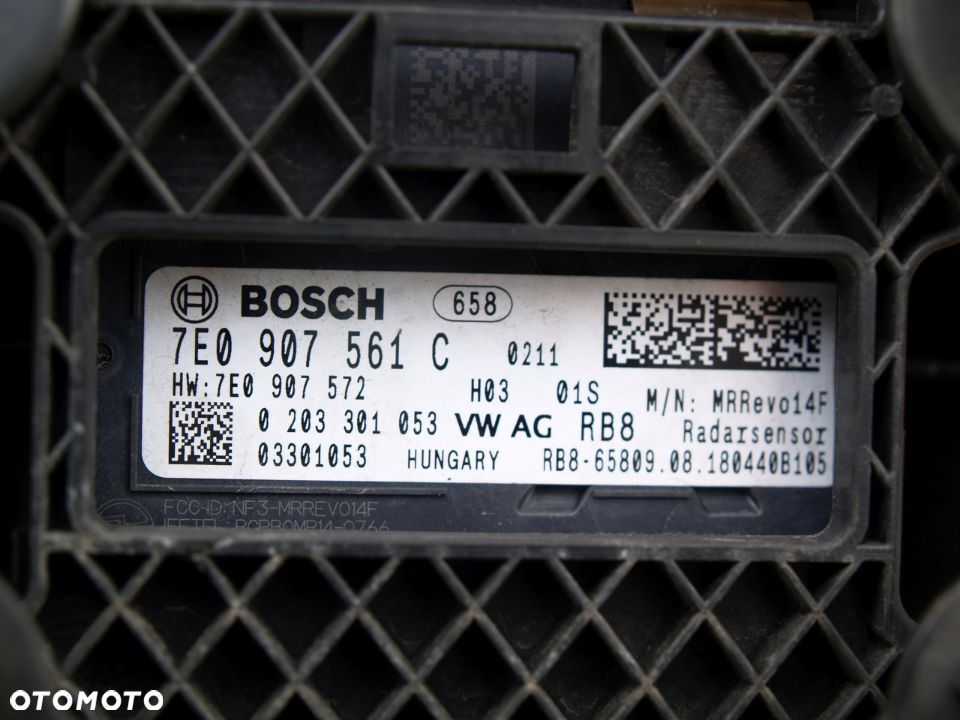 BOSCH 658
7E0 907 561 C 0211
HW:7E0 907 572 H03 01S M/N: MRRevo14F
0 203 301 053 VW AG RB8 Radarsensor
03301053 HUNGARY RB8-65809.08.180440B105
FCC-ID: NF3-MRREVO14F
OTOMOTO